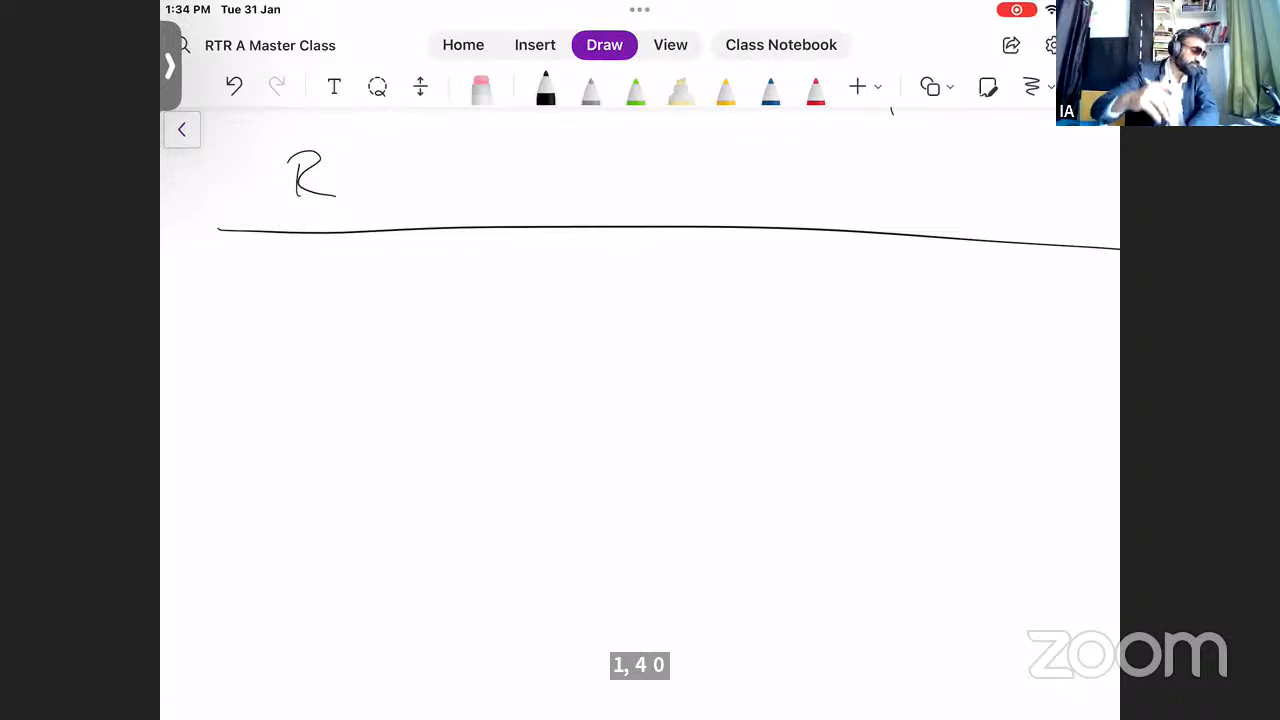 1:34 PM Tue 31 Jan
RTR A Master Class
Home Insert Draw View Class Notebook
T
IA
R
1, 4 0
zoom